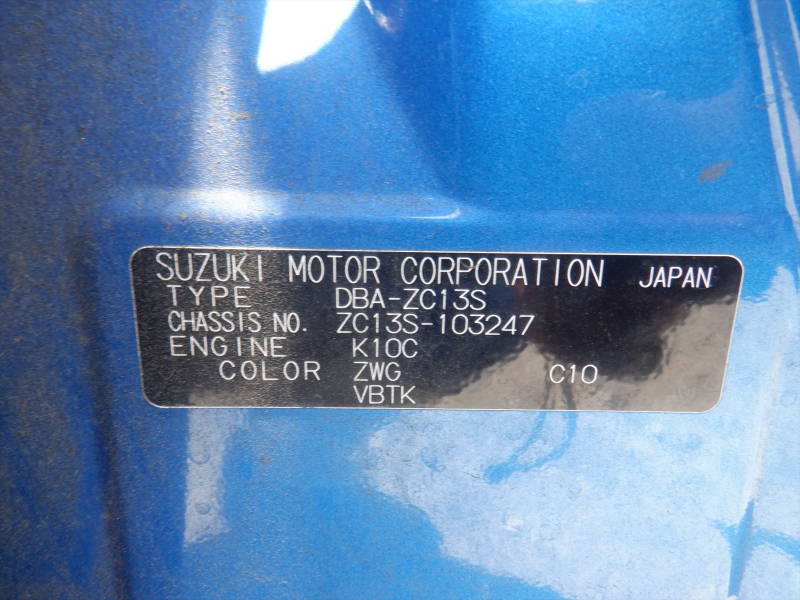 SUZUKI MOTOR CORPORATION JAPAN
TYPE DBA-ZC13S
CHASSIS NO. ZC13S-103247
ENGINE K10C
COLOR ZWG C10
VBTK